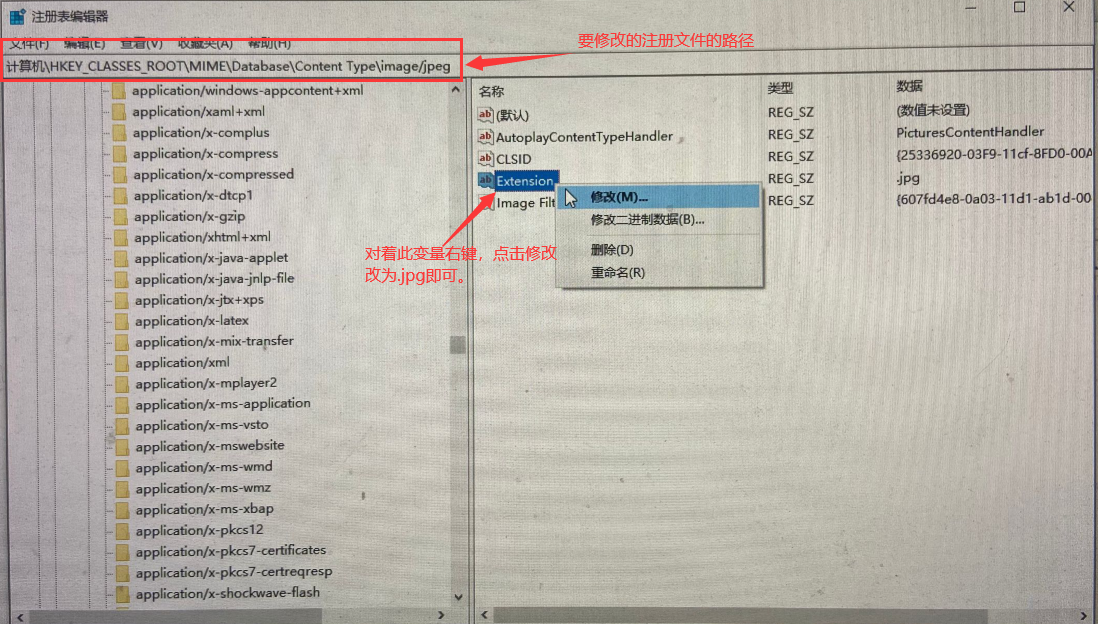 注册表编辑器
文件(F) 编辑(E) 查看(V) 收藏夹(A) 帮助(H)
要修改的注册文件的路径
计算机\HKEY_CLASSES_ROOT\MIME\Database\Content Type\image/jpeg
application/windows-appcontent+xml
application/xaml+xml
application/x-complus
application/x-compress
application/x-compressed
application/x-dtcp1
application/x-gzip
application/xhtml+xml
application/x-java-applet
application/x-java-jnlp-file
application/x-jtx+xps
application/x-latex
application/x-mix-transfer
application/xml
application/x-mplayer2
application/x-ms-application
application/x-ms-vsto
application/x-mswebsite
application/x-ms-wmd
application/x-ms-wmz
application/x-ms-xbap
application/x-pkcs12
application/x-pkcs7-certificates
application/x-pkcs7-certreqresp
application/x-shockwave-flash
名称 类型 数据
ab (默认) REG_SZ (数值未设置)
ab AutoplayContentTypeHandler REG_SZ PicturesContentHandler
ab CLSID REG_SZ {25336920-03F9-11cf-8FD0-00A
ab Extension REG_SZ .jpg
Image Filt REG_SZ {607fd4e8-0a03-11d1-ab1d-00
修改(M)...
修改二进制数据(B)...
删除(D)
重命名(R)
对着此变量右键，点击修改
改为.jpg即可。